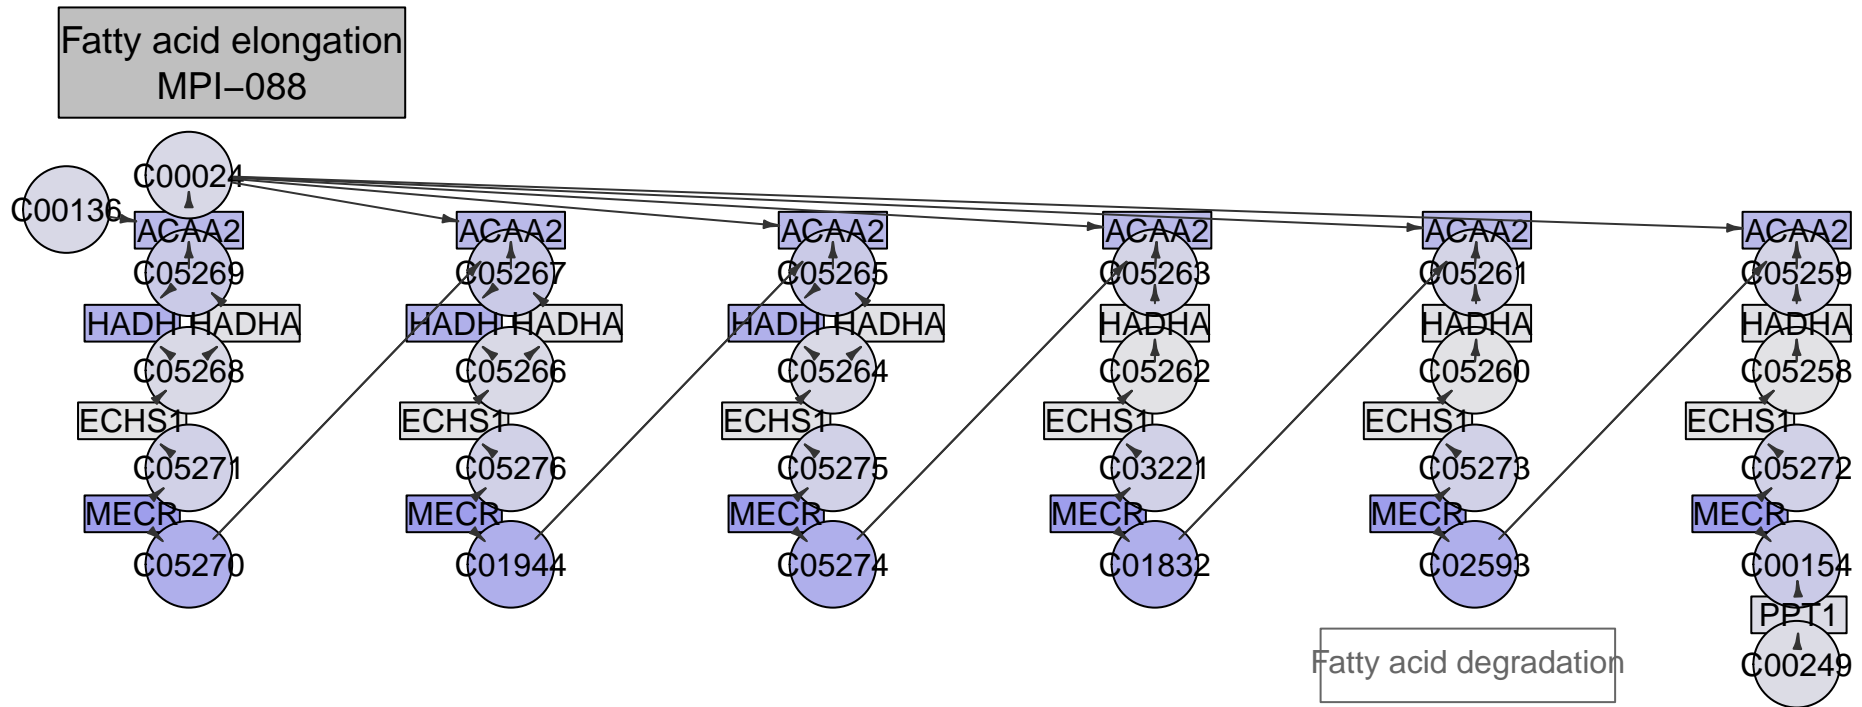 Fatty acid elongation
MPI−088
C00024
C00136
ACAA2 ACAA2 ACAA2 ACAA2 ACAA2 ACAA2
C05269 C05267 C05265 C05263 C05261 C05259
HADH HADHA HADH HADHA HADH HADHA HADHA HADHA HADHA
C05268 C05266 C05264 C05262 C05260 C05258
ECHS1 ECHS1 ECHS1 ECHS1 ECHS1 ECHS1
C05271 C05276 C05275 C03221 C05273 C05272
MECR MECR MECR MECR MECR MECR
C05270 C01944 C05274 C01832 C02593 C00154
PPT1
Fatty acid degradation C00249